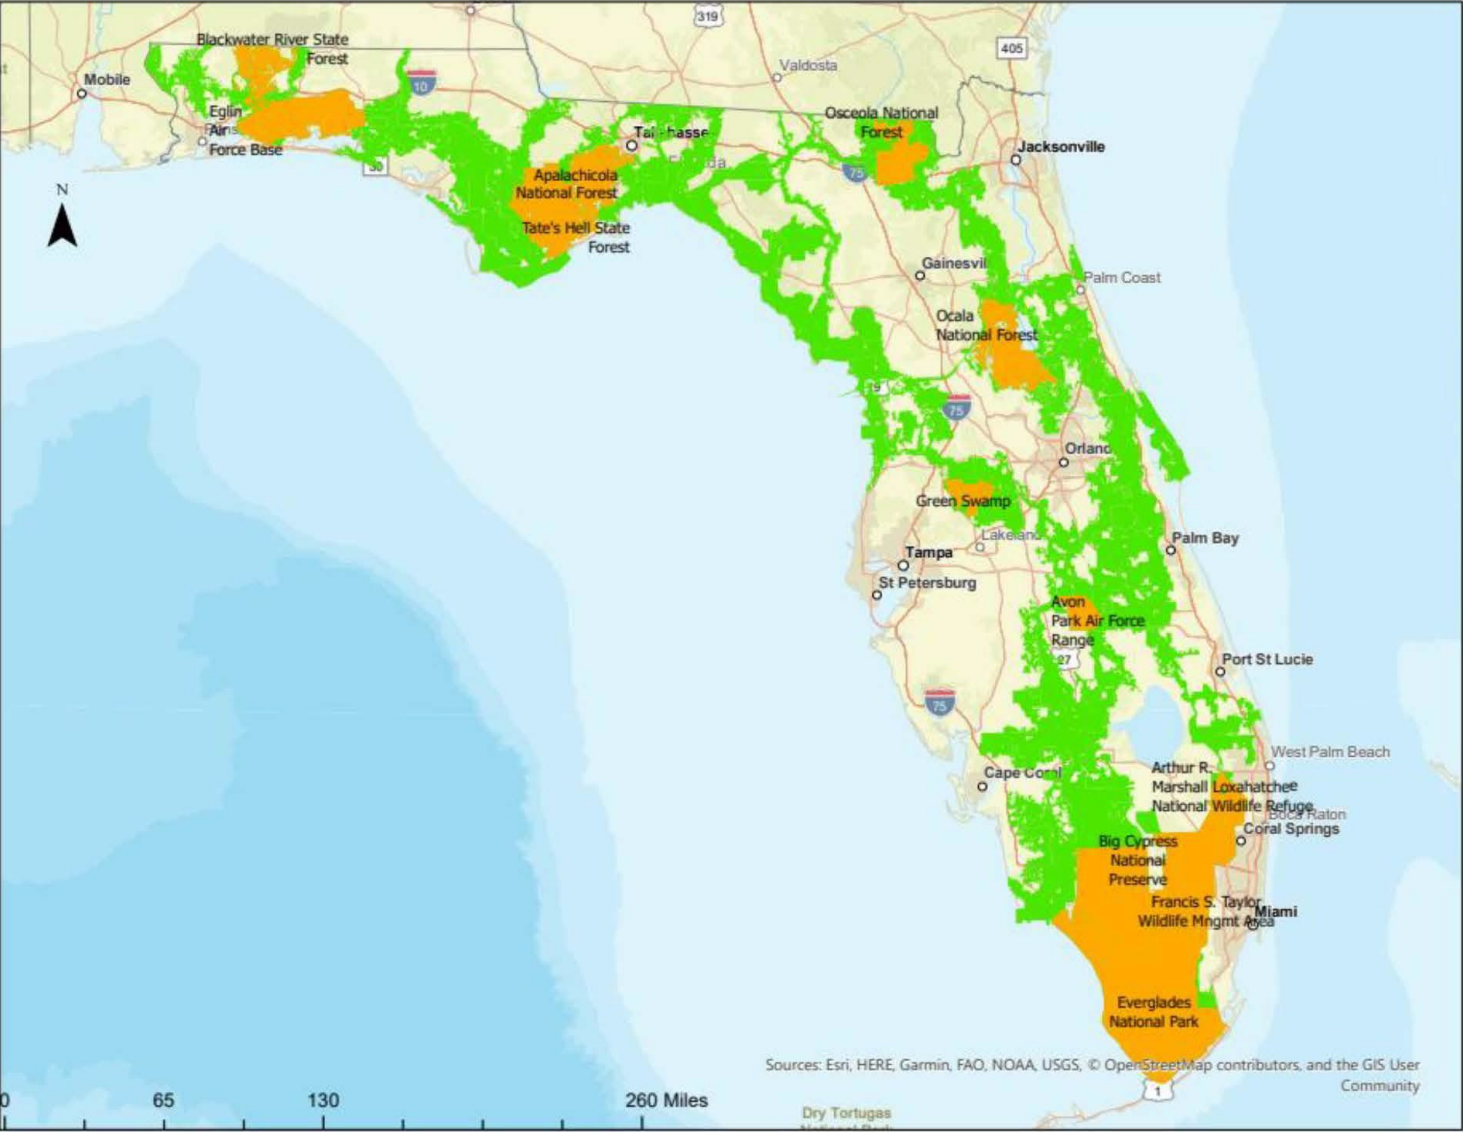 319
405
Blackwater River State
Forest
Mobile
Valdosta
10
Eglin
Air
Force Base
Osceola National
Forest
Jacksonville
N
75
Apalachicola
National Forest
Tate's Hell State
Forest
Gainesvil
Palm Coast
Ocala
National Forest
75
Orlando
Green Swamp
Lakeland
Palm Bay
Tampa
St Petersburg
Avon
Park Air Force
Range
27
Port St Lucie
75
West Palm Beach
Cape Coral
Arthur R.
Marshall Loxahatchee
National Wildlife Refuge
Boca Raton
Coral Springs
Big Cypress
National
Preserve
Francis S. Taylor
Wildlife Mngmt Area
Miami
Everglades
National Park
Sources: Esri, HERE, Garmin, FAO, NOAA, USGS, © OpenStreetMap contributors, and the GIS User
Community
1
0 65 130 260 Miles
Dry Tortugas